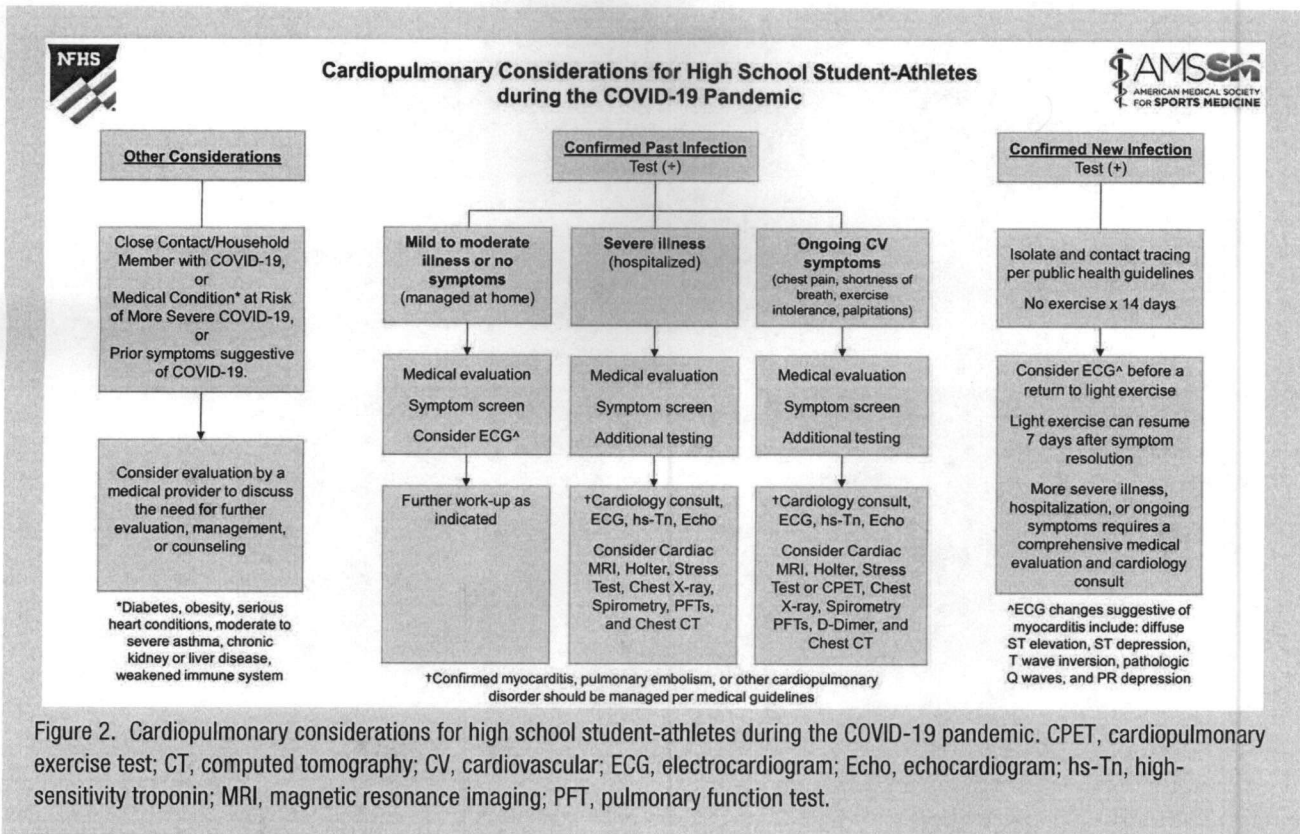 NFHS
Cardiopulmonary Considerations for High School Student-Athletes
during the COVID-19 Pandemic
AMSSM
AMERICAN MEDICAL SOCIETY
FOR SPORTS MEDICINE
Other Considerations
Close Contact/Household
Member with COVID-19,
or
Medical Condition* at Risk
of More Severe COVID-19,
or
Prior symptoms suggestive
of COVID-19.
Consider evaluation by a
medical provider to discuss
the need for further
evaluation, management,
or counseling
*Diabetes, obesity, serious
heart conditions, moderate to
severe asthma, chronic
kidney or liver disease,
weakened immune system
Confirmed Past Infection
Test (+)
Mild to moderate
illness or no
symptoms
(managed at home)
Medical evaluation
Symptom screen
Consider ECG^
Further work-up as
indicated
Severe illness
(hospitalized)
Medical evaluation
Symptom screen
Additional testing
†Cardiology consult,
ECG, hs-Tn, Echo
Consider Cardiac
MRI, Holter, Stress
Test, Chest X-ray,
Spirometry, PFTs,
and Chest CT
Ongoing CV
symptoms
(chest pain, shortness of
breath, exercise
intolerance, palpitations)
Medical evaluation
Symptom screen
Additional testing
†Cardiology consult,
ECG, hs-Tn, Echo
Consider Cardiac
MRI, Holter, Stress
Test or CPET, Chest
X-ray, Spirometry
PFTs, D-Dimer, and
Chest CT
†Confirmed myocarditis, pulmonary embolism, or other cardiopulmonary
disorder should be managed per medical guidelines
Confirmed New Infection
Test (+)
Isolate and contact tracing
per public health guidelines
No exercise x 14 days
Consider ECG^ before a
return to light exercise
Light exercise can resume
7 days after symptom
resolution
More severe illness,
hospitalization, or ongoing
symptoms requires a
comprehensive medical
evaluation and cardiology
consult
^ECG changes suggestive of
myocarditis include: diffuse
ST elevation, ST depression,
T wave inversion, pathologic
Q waves, and PR depression
Figure 2. Cardiopulmonary considerations for high school student-athletes during the COVID-19 pandemic. CPET, cardiopulmonary
exercise test; CT, computed tomography; CV, cardiovascular; ECG, electrocardiogram; Echo, echocardiogram; hs-Tn, high-
sensitivity troponin; MRI, magnetic resonance imaging; PFT, pulmonary function test.